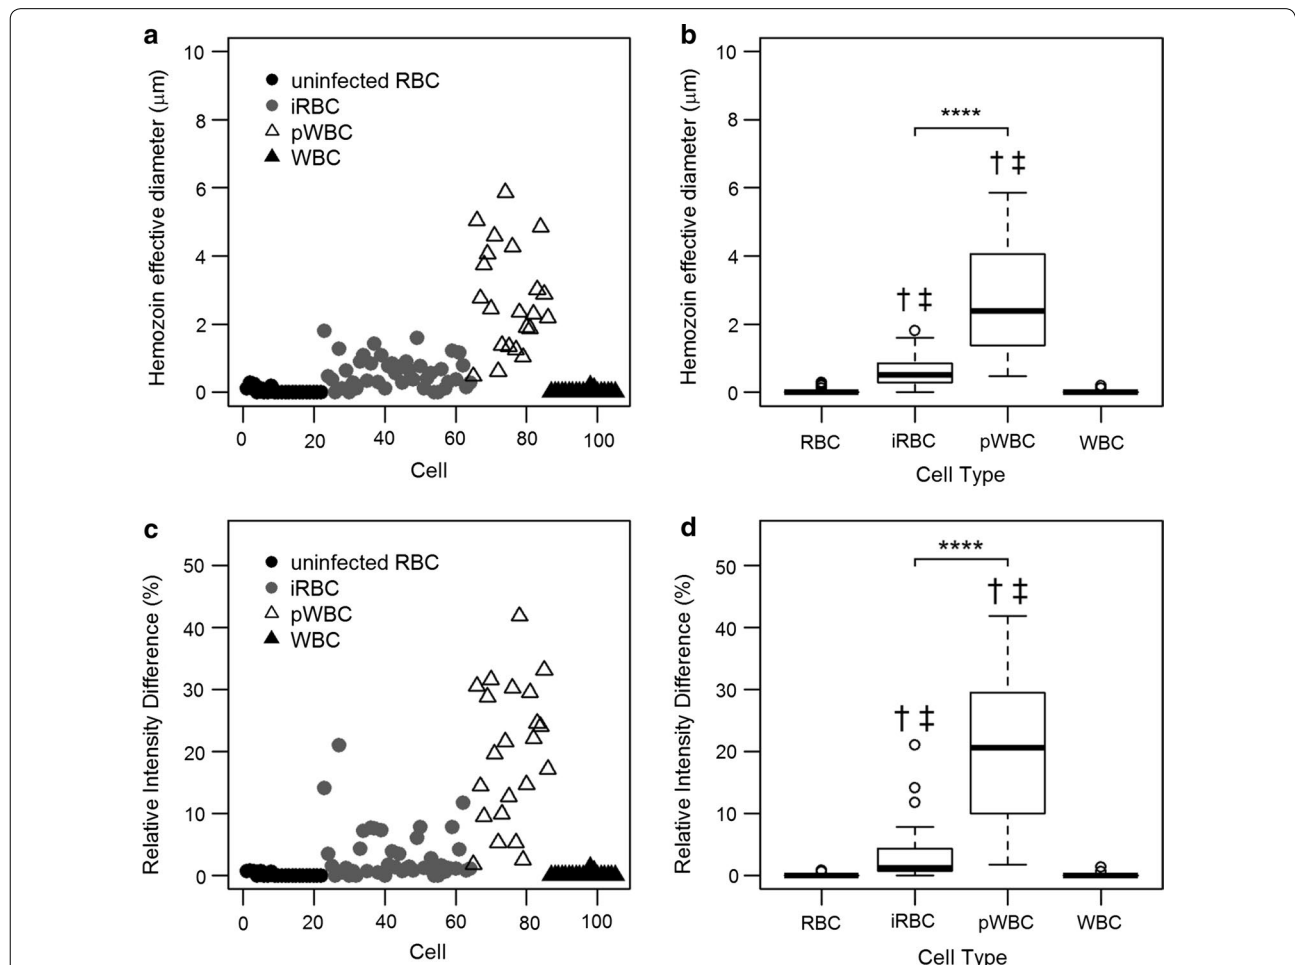 a
10
8
6
4
2
0
Hemozoin effective diameter (μm)
uninfected RBC
iRBC
pWBC
WBC
0 20 40 60 80 100
Cell
b
10
8
6
4
2
0
Hemozoin effective diameter (μm)
****
† ‡
† ‡
RBC iRBC pWBC WBC
Cell Type
c
50
40
30
20
10
0
Relative Intensity Difference (%)
uninfected RBC
iRBC
pWBC
WBC
0 20 40 60 80 100
Cell
d
50
40
30
20
10
0
Relative Intensity Difference (%)
****
† ‡
† ‡
RBC iRBC pWBC WBC
Cell Type